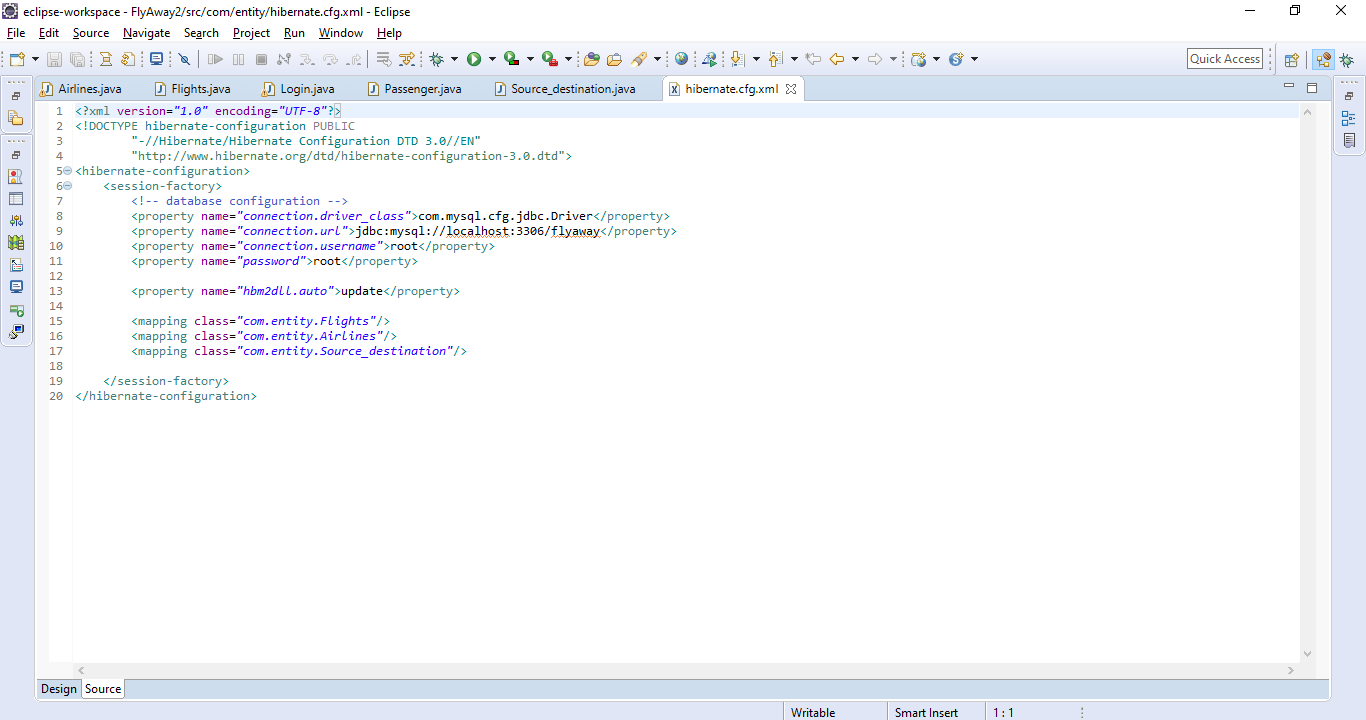 eclipse-workspace - FlyAway2/src/com/entity/hibernate.cfg.xml - Eclipse
File Edit Source Navigate Search Project Run Window Help
Quick Access
Airlines.java Flights.java Login.java Passenger.java Source_destination.java hibernate.cfg.xml
1 <?xml version="1.0" encoding="UTF-8"?>
2 <!DOCTYPE hibernate-configuration PUBLIC
3 "-//Hibernate/Hibernate Configuration DTD 3.0//EN"
4 "http://www.hibernate.org/dtd/hibernate-configuration-3.0.dtd">
5 <hibernate-configuration>
6 <session-factory>
7 <!-- database configuration -->
8 <property name="connection.driver_class">com.mysql.cfg.jdbc.Driver</property>
9 <property name="connection.url">jdbc:mysql://localhost:3306/flyaway</property>
10 <property name="connection.username">root</property>
11 <property name="password">root</property>
12
13 <property name="hbm2dll.auto">update</property>
14
15 <mapping class="com.entity.Flights"/>
16 <mapping class="com.entity.Airlines"/>
17 <mapping class="com.entity.Source_destination"/>
18
19 </session-factory>
20 </hibernate-configuration>
Design Source
Writable Smart Insert 1 : 1